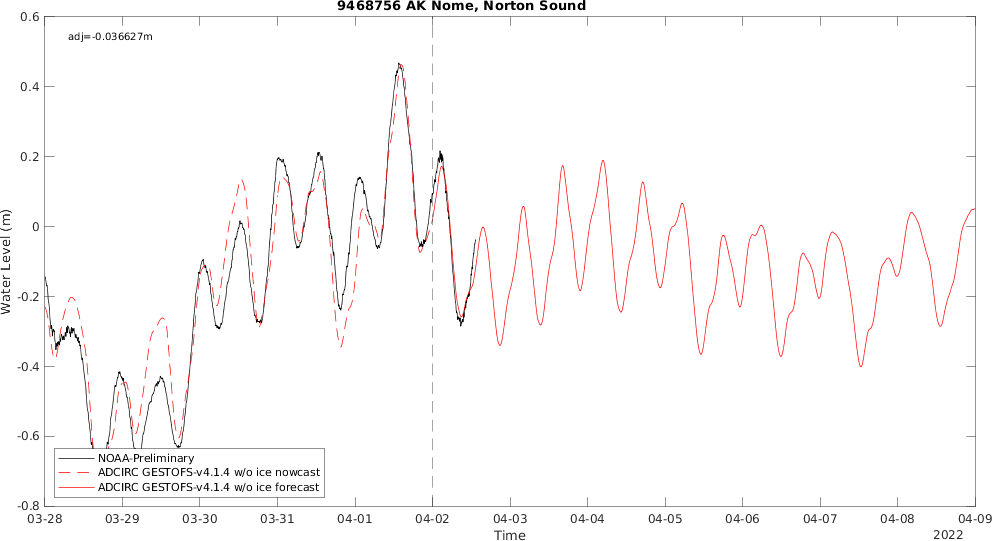 9468756 AK Nome, Norton Sound
adj=-0.036627m
0.6
0.4
0.2
0
-0.2
-0.4
-0.6
-0.8
Water Level (m)
NOAA-Preliminary
ADCIRC GESTOFS-v4.1.4 w/o ice nowcast
ADCIRC GESTOFS-v4.1.4 w/o ice forecast
03-28 03-29 03-30 03-31 04-01 04-02 04-03 04-04 04-05 04-06 04-07 04-08 04-09
Time
2022